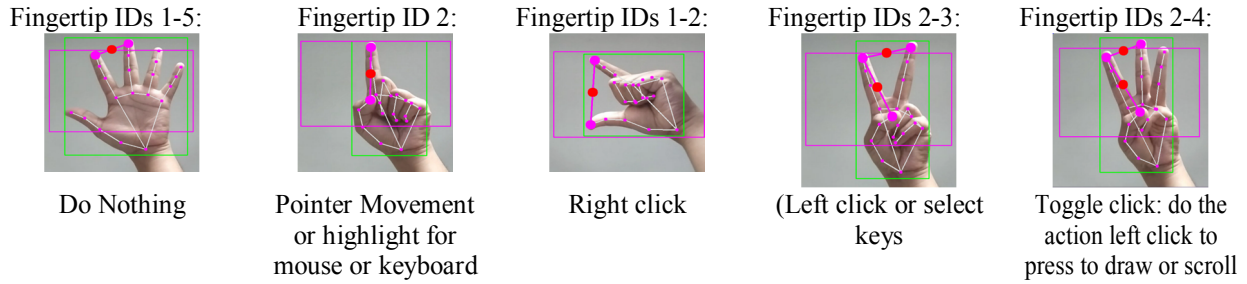 Fingertip IDs 1-5:
Fingertip ID 2:
Fingertip IDs 1-2:
Fingertip IDs 2-3:
Fingertip IDs 2-4:
Do Nothing
Pointer Movement
or highlight for
mouse or keyboard
Right click
(Left click or select
keys
Toggle click: do the
action left click to
press to draw or scroll